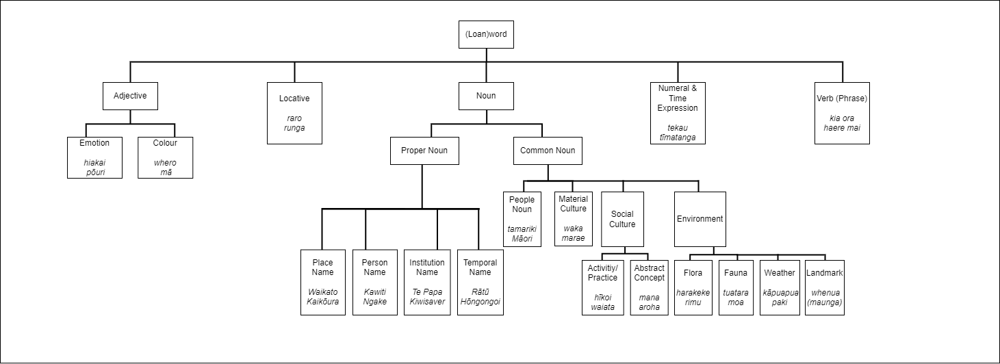 (Loan)word
Adjective
Locative
raro
runga
Noun
Numeral &
Time
Expression
tekau
tīmatanga
Verb (Phrase)
kia ora
haere mai
Emotion
hiakai
pōuri
Colour
whero
mā
Proper Noun
Common Noun
People
Noun
tamariki
Māori
Material
Culture
waka
marae
Social
Culture
Environment
Place
Name
Waikato
Kaikōura
Person
Name
Kawiti
Ngake
Institution
Name
Te Papa
Kiwisaver
Temporal
Name
Rātū
Hōngongoi
Activitiy/
Practice
hīkoi
waiata
Abstract
Concept
mana
aroha
Flora
harakeke
rimu
Fauna
tuatara
moa
Weather
kāpuapua
paki
Landmark
whenua
(maunga)